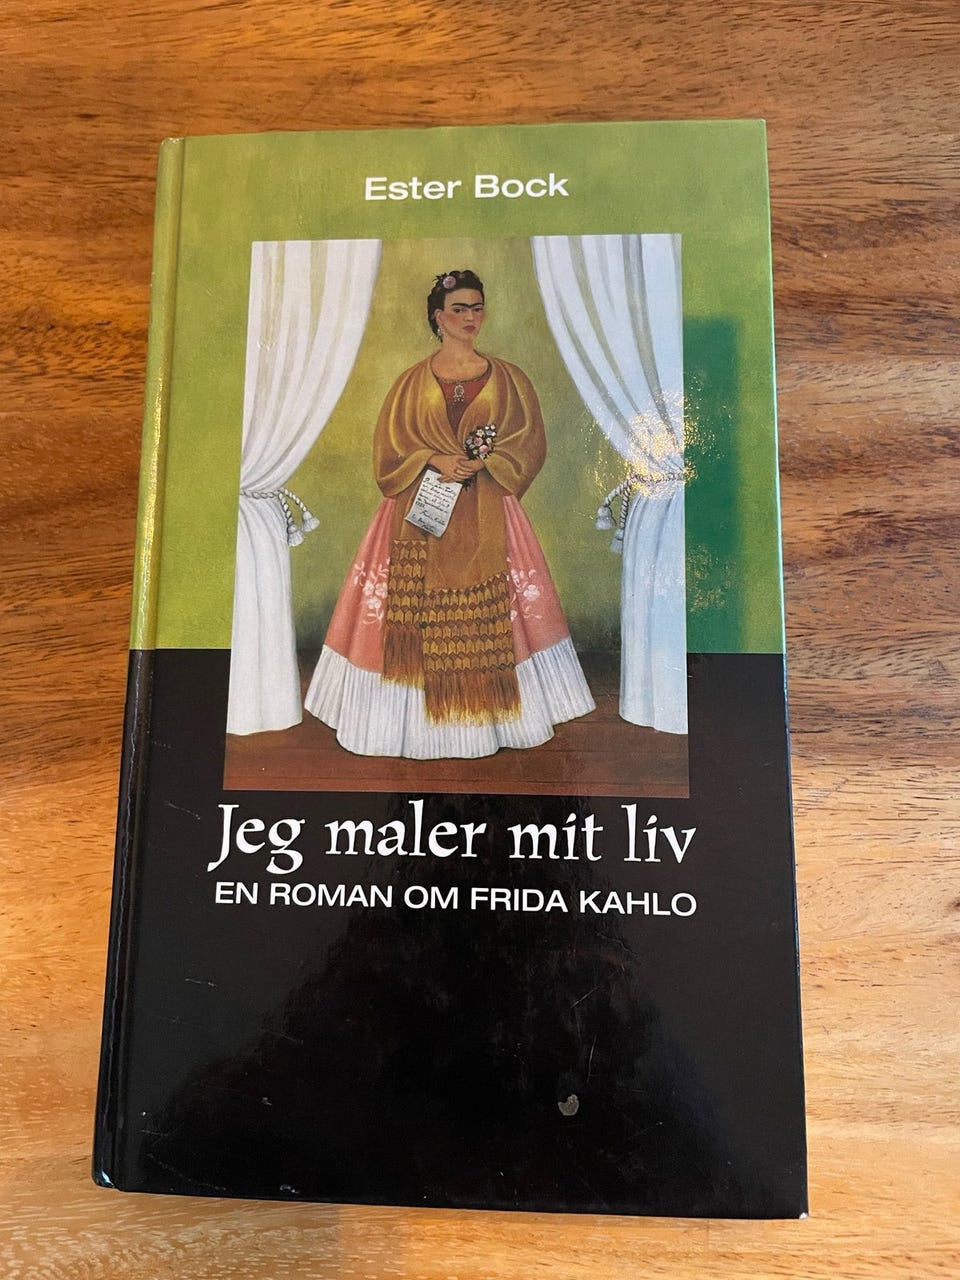 Ester Bock
Jeg maler mit liv
EN ROMAN OM FRIDA KAHLO